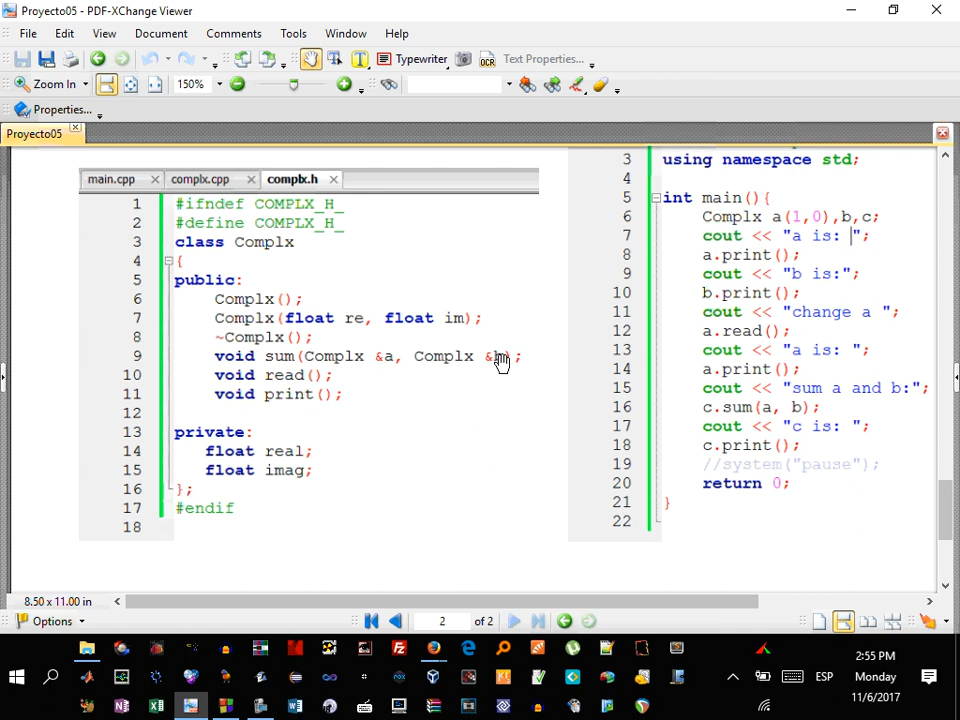 Proyecto05 - PDF-XChange Viewer
File Edit View Document Comments Tools Window Help
Typewriter OCR Text Properties...
Zoom In 150%
Properties...
Proyecto05
main.cpp complx.cpp complx.h
1 #ifndef COMPLX_H_
2 #define COMPLX_H_
3 class Complx
4 {
5 public:
6 Complx();
7 Complx(float re, float im);
8 ~Complx();
9 void sum(Complx &a, Complx &b);
10 void read();
11 void print();
12
13 private:
14 float real;
15 float imag;
16 };
17 #endif
18
3 using namespace std;
4
5 int main(){
6 Complx a(1,0),b,c;
7 cout << "a is: ";
8 a.print();
9 cout << "b is:";
10 b.print();
11 cout << "change a ";
12 a.read();
13 cout << "a is: ";
14 a.print();
15 cout << "sum a and b:";
16 c.sum(a, b);
17 cout << "c is: ";
18 c.print();
19 //system("pause");
20 return 0;
21 }
22
8.50 x 11.00 in
Options 2 of 2
2:55 PM
ESP Monday
11/6/2017